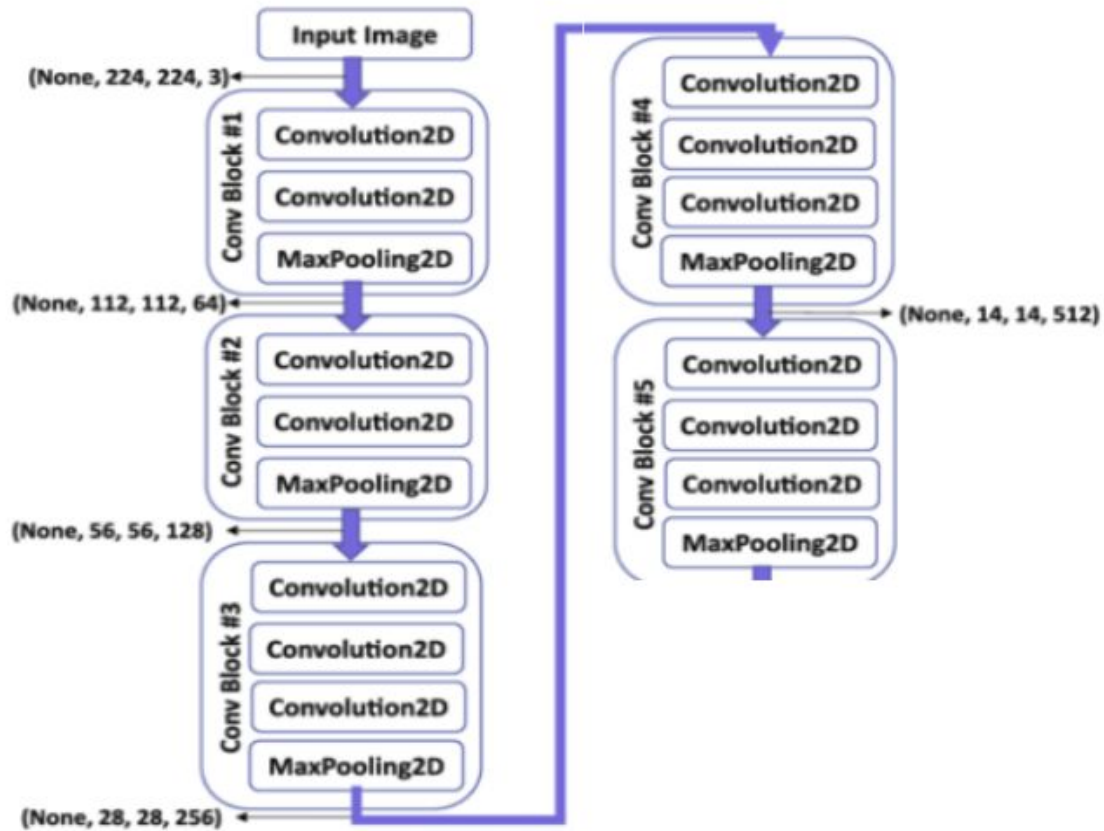 Input Image
(None, 224, 224, 3)
Conv Block #1
Convolution2D
Convolution2D
MaxPooling2D
(None, 112, 112, 64)
Conv Block #2
Convolution2D
Convolution2D
MaxPooling2D
(None, 56, 56, 128)
Conv Block #3
Convolution2D
Convolution2D
Convolution2D
MaxPooling2D
(None, 28, 28, 256)
Conv Block #4
Convolution2D
Convolution2D
Convolution2D
MaxPooling2D
(None, 14, 14, 512)
Conv Block #5
Convolution2D
Convolution2D
Convolution2D
MaxPooling2D